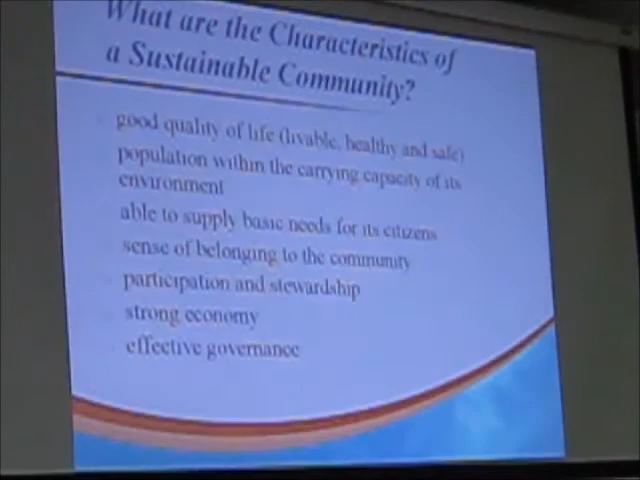 What are the Characteristics of
a Sustainable Community?
good quality of life (livable, healthy and safe)
population within the carrying capacity of its
environment
able to supply basic needs for its citizens
sense of belonging to the community
participation and stewardship
strong economy
effective governance